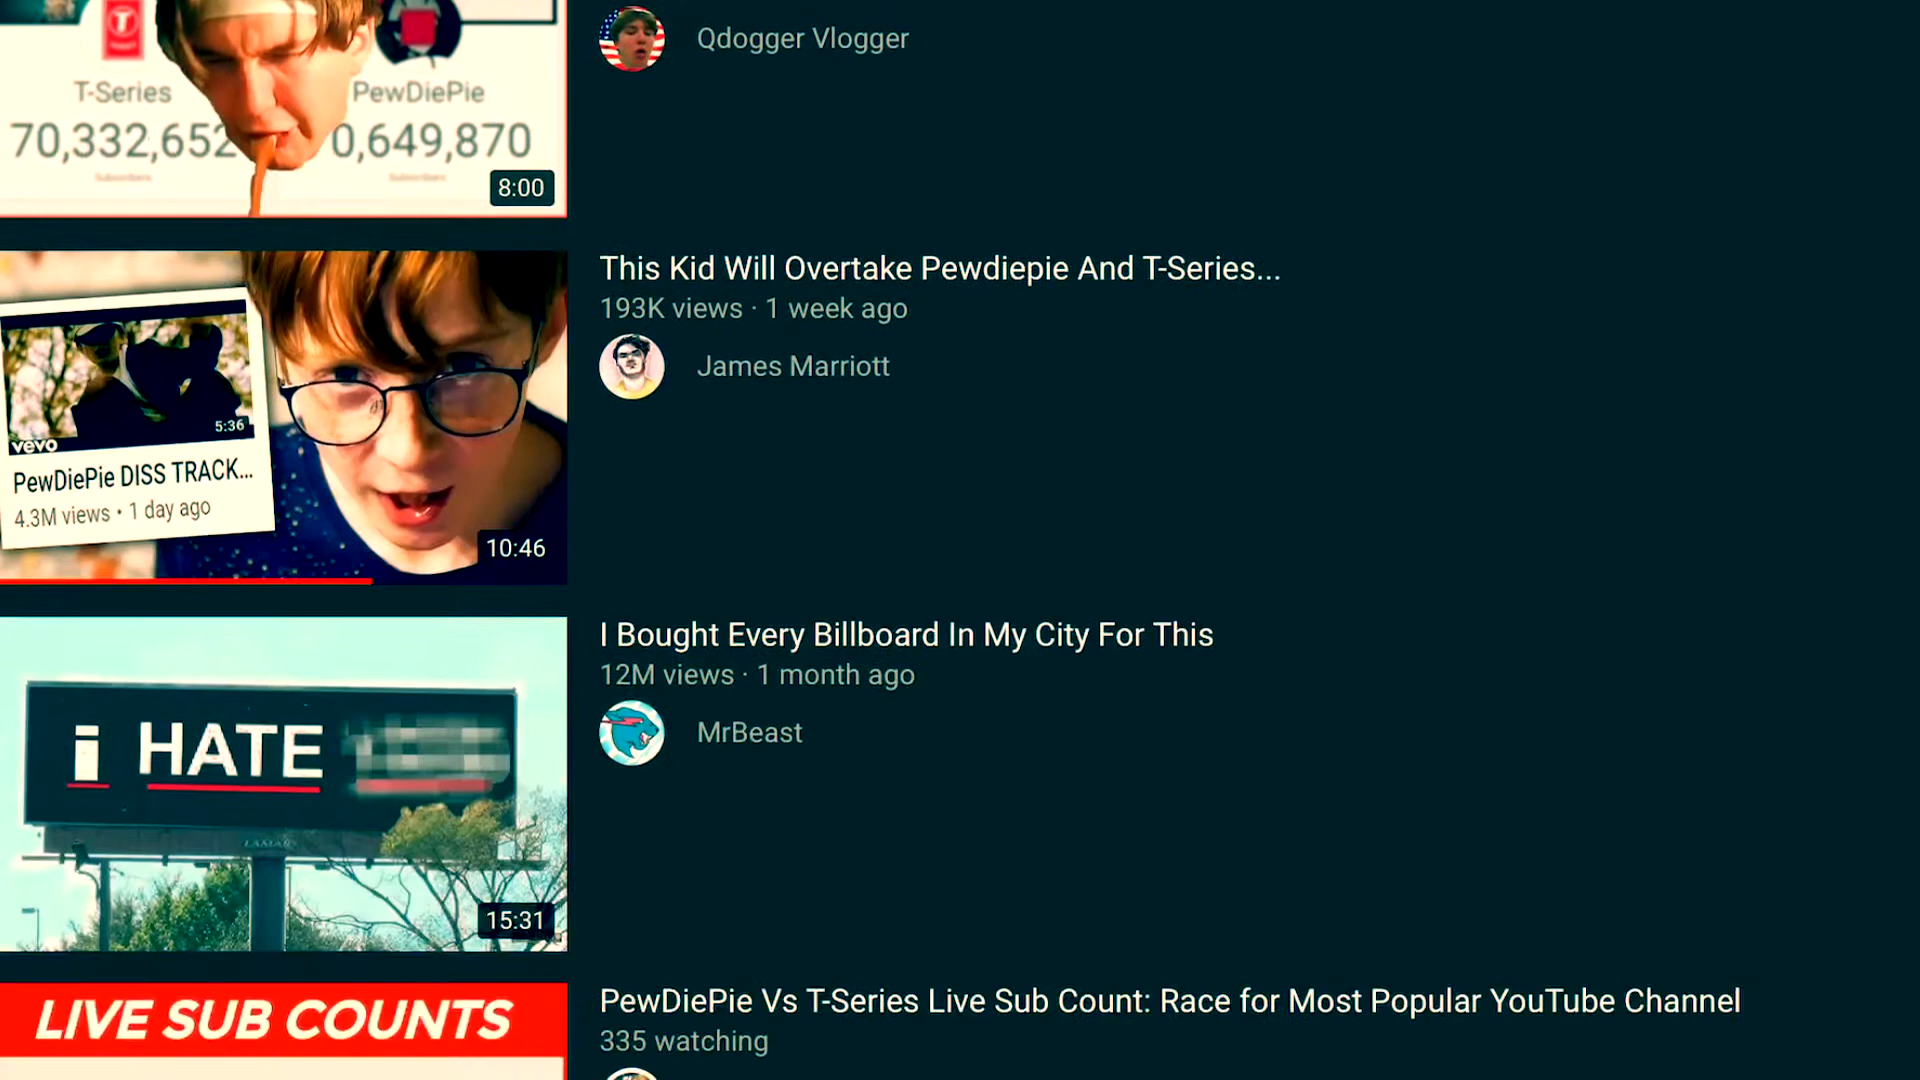 Qdogger Vlogger
T-Series
PewDiePie
70,332,652
0,649,870
Subscribers
Subscribers
8:00
This Kid Will Overtake Pewdiepie And T-Series...
193K views · 1 week ago
James Marriott
5:36
vevo
PewDiePie DISS TRACK...
4.3M views • 1 day ago
10:46
I Bought Every Billboard In My City For This
12M views · 1 month ago
MrBeast
i HATE
LAMAR
15:31
LIVE SUB COUNTS
PewDiePie Vs T-Series Live Sub Count: Race for Most Popular YouTube Channel
335 watching